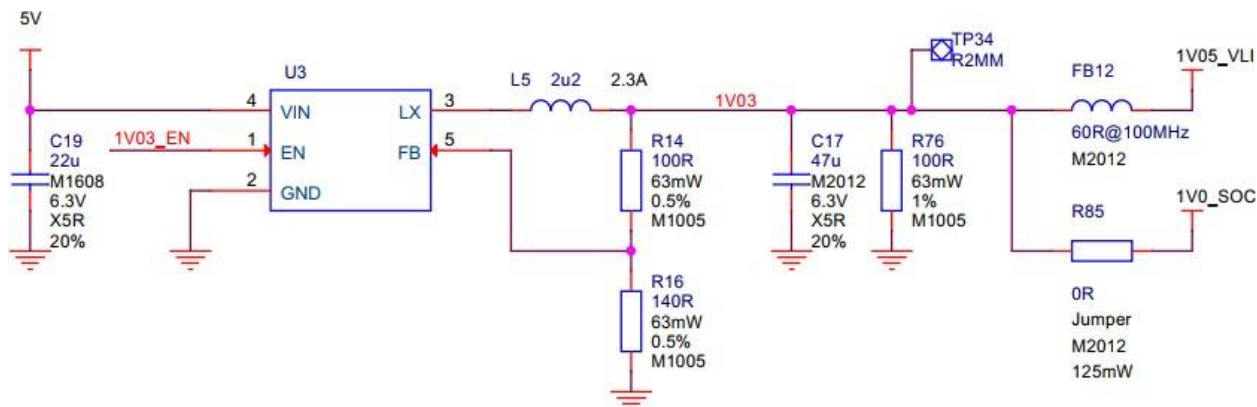 5V
U3
4
VIN
LX
3
1V03_EN
1
EN
FB
5
2
GND
C19
22u
M1608
6.3V
X5R
20%
L5 2u2 2.3A
1V03
R14
100R
63mW
0.5%
M1005
R16
140R
63mW
0.5%
M1005
C17
47u
M2012
6.3V
X5R
20%
R76
100R
63mW
1%
M1005
TP34
R2MM
FB12
1V05_VLI
60R@100MHz
M2012
1V0_SOC
R85
0R
Jumper
M2012
125mW